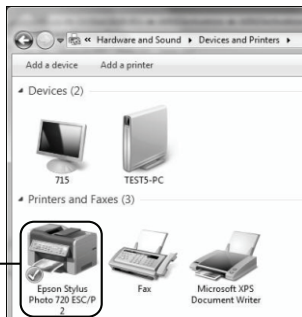 « Hardware and Sound ▸ Devices and Printers ▸
Add a device Add a printer
Devices (2)
715 TEST5-PC
Printers and Faxes (3)
Epson Stylus Fax Microsoft XPS
Photo 720 ESC/P Document Writer
2